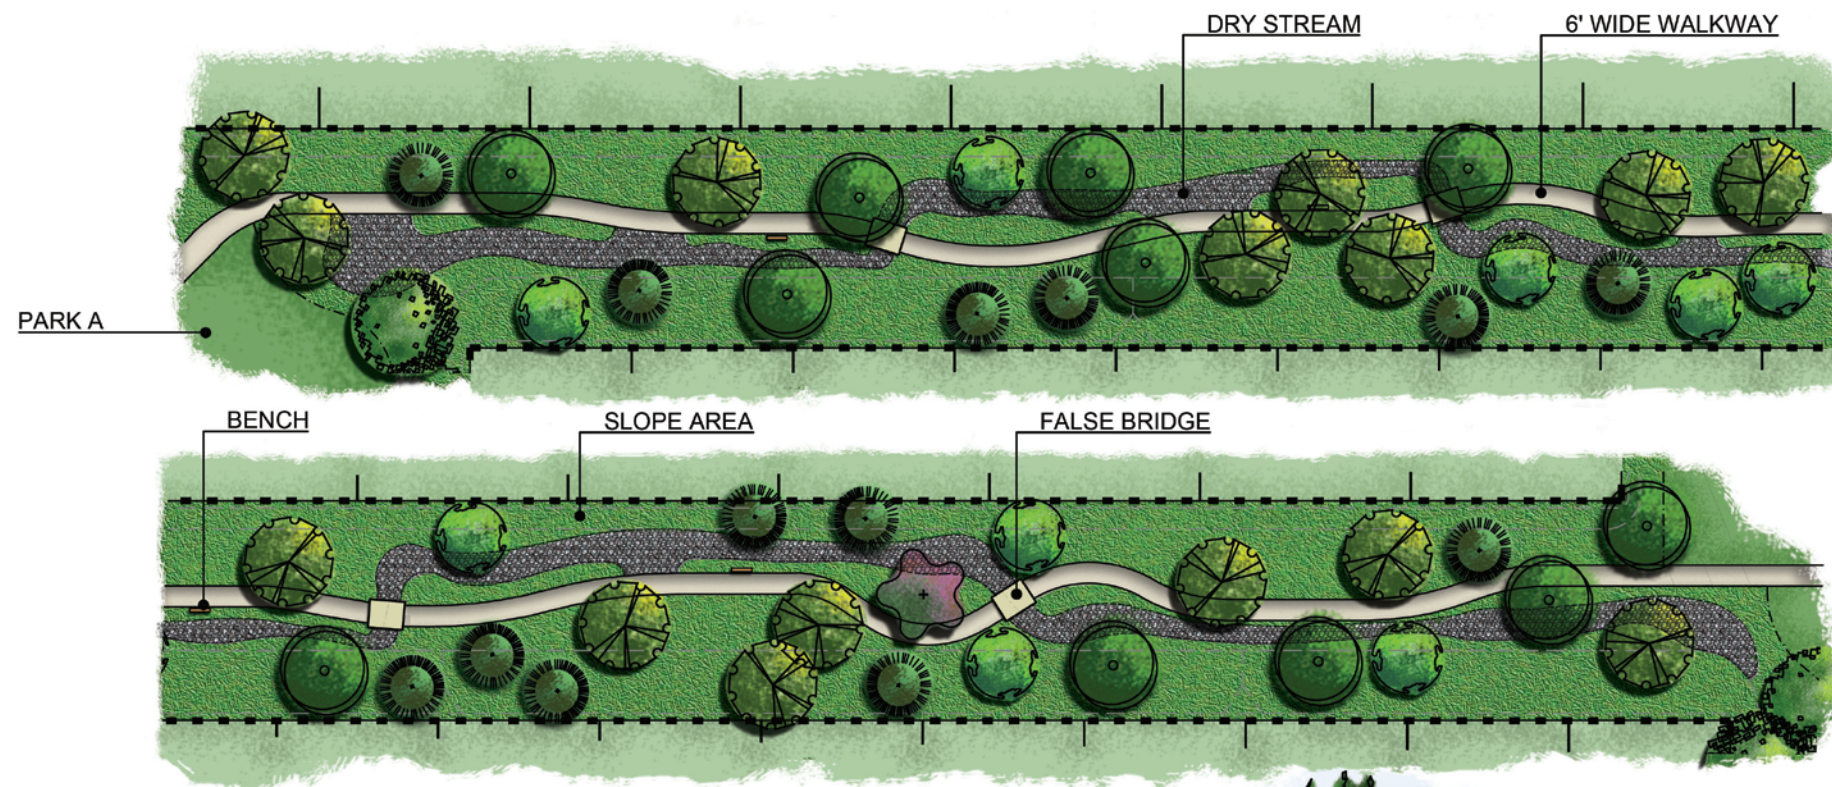 DRY STREAM
6' WIDE WALKWAY
PARK A
BENCH
SLOPE AREA
FALSE BRIDGE